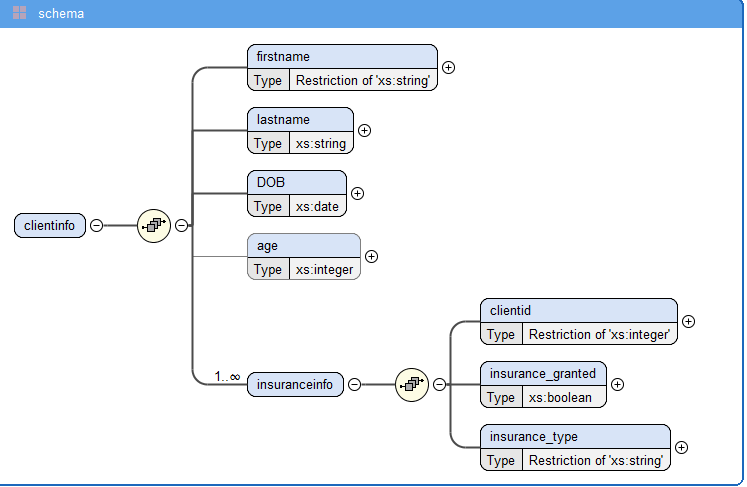 schema
firstname
Type Restriction of 'xs:string'
lastname
Type xs:string
DOB
Type xs:date
clientinfo
age
Type xs:integer
clientid
Type Restriction of 'xs:integer'
1..∞ insuranceinfo
insurance_granted
Type xs:boolean
insurance_type
Type Restriction of 'xs:string'